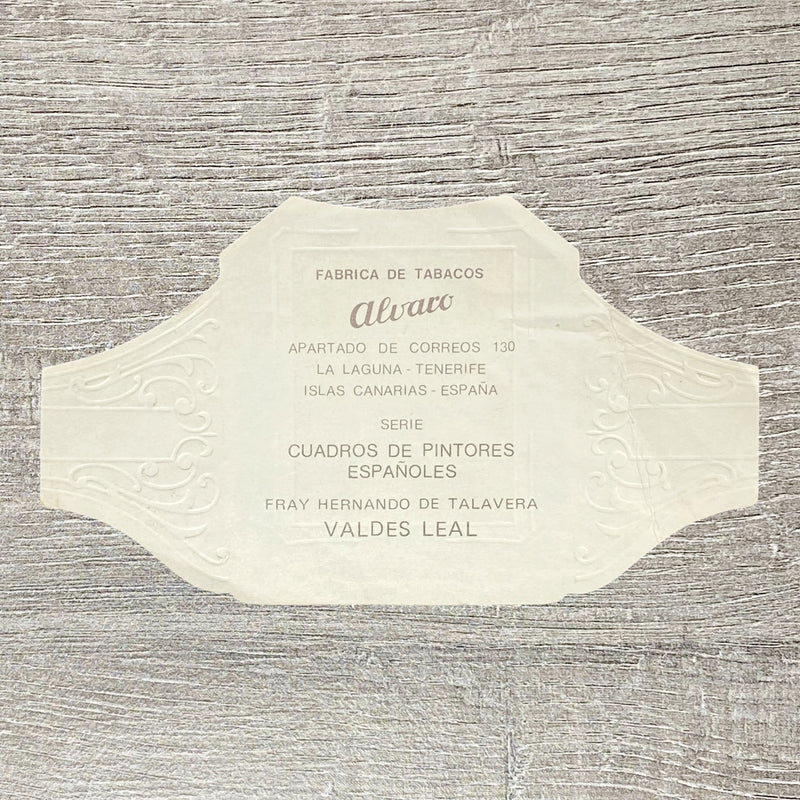 FABRICA DE TABACOS
alvaro
APARTADO DE CORREOS 130
LA LAGUNA - TENERIFE
ISLAS CANARIAS - ESPAÑA
SERIE
CUADROS DE PINTORES
ESPAÑOLES
FRAY HERNANDO DE TALAVERA
VALDES LEAL